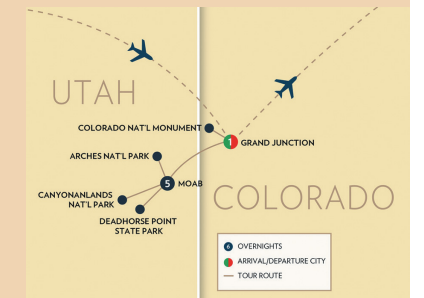 UTAH
COLORADO NAT'L MONUMENT
1 GRAND JUNCTION
ARCHES NAT'L PARK
5 MOAB
CANYONANLANDS
NAT'L PARK
COLORADO
DEADHORSE POINT
STATE PARK
6 OVERNIGHTS
ARRIVAL/DEPARTURE CITY
TOUR ROUTE